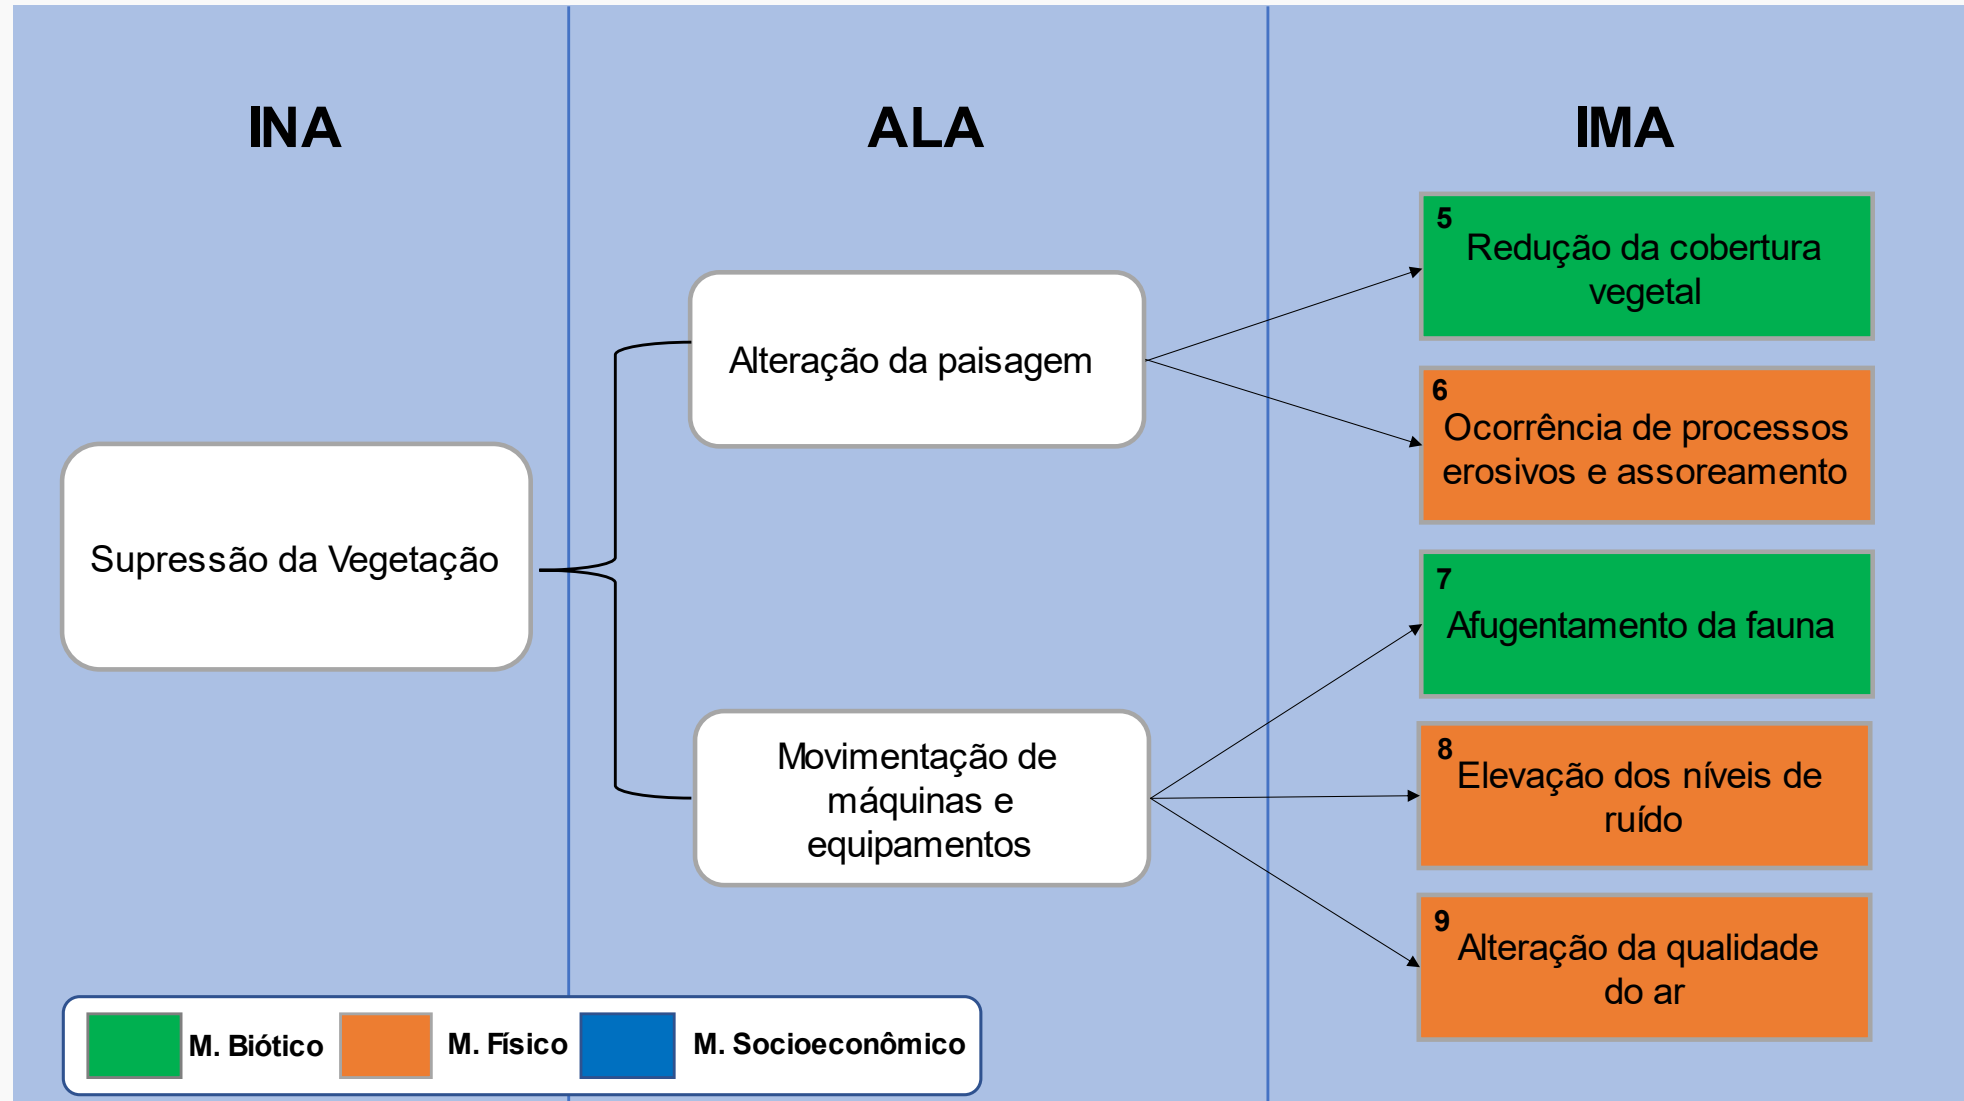 INA
ALA
IMA
Supressão da Vegetação
Alteração da paisagem
Movimentação de
máquinas e
equipamentos
5
Redução da cobertura
vegetal
6
Ocorrência de processos
erosivos e assoreamento
7
Afugentamento da fauna
8
Elevação dos níveis de
ruído
9
Alteração da qualidade
do ar
M. Biótico
M. Físico
M. Socioeconômico